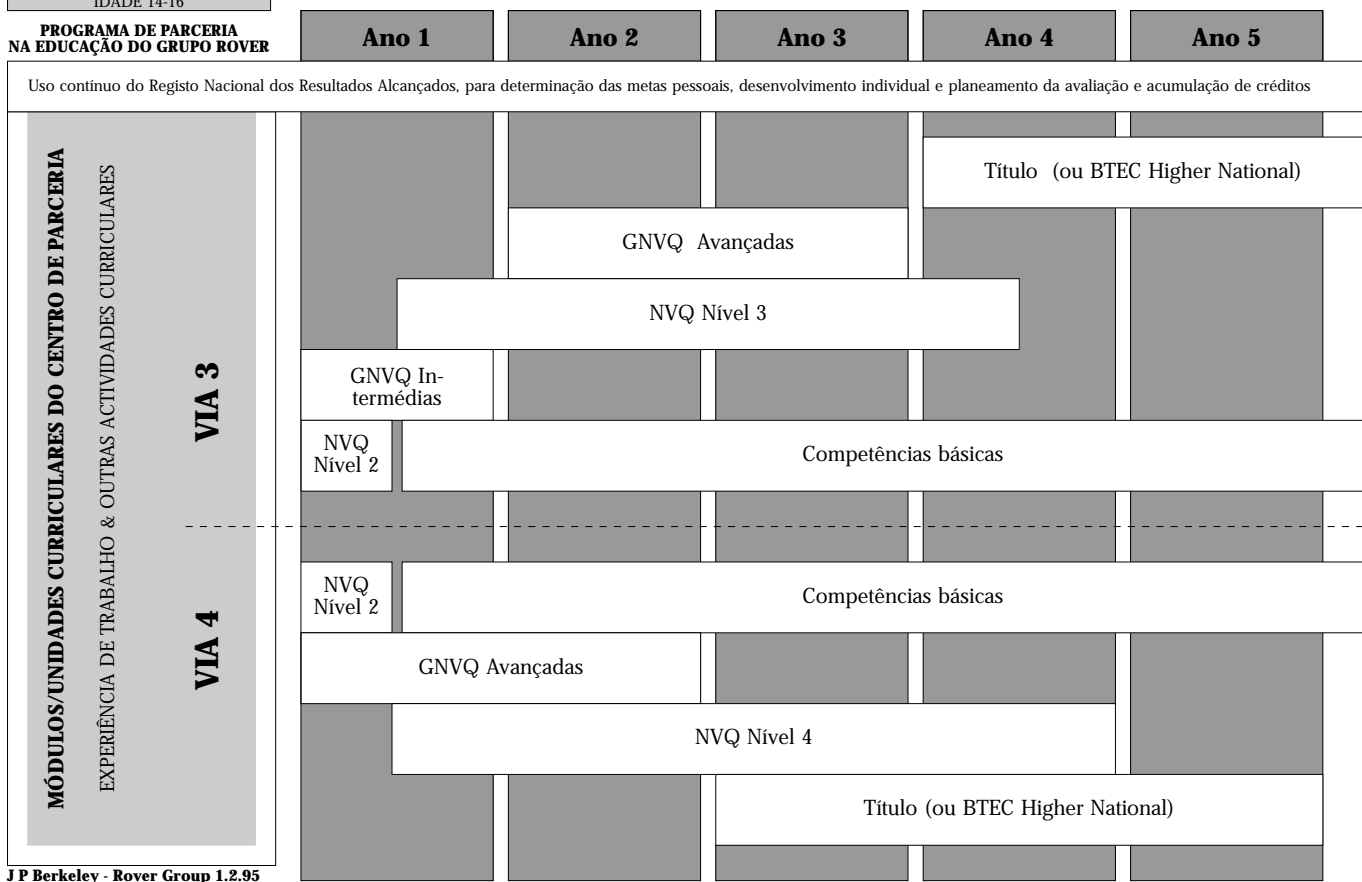 IDADE 14-16
PROGRAMA DE PARCERIA
NA EDUCAÇÃO DO GRUPO ROVER
Ano 1
Ano 2
Ano 3
Ano 4
Ano 5
Uso contínuo do Registo Nacional dos Resultados Alcançados, para determinação das metas pessoais, desenvolvimento individual e planeamento da avaliação e acumulação de créditos
MÓDULOS/UNIDADES CURRICULARES DO CENTRO DE PARCERIA
EXPERIÊNCIA DE TRABALHO & OUTRAS ACTIVIDADES CURRICULARES
VIA 3
Título (ou BTEC Higher National)
GNVQ Avançadas
NVQ Nível 3
GNVQ In-
termédias
NVQ
Nível 2
Competências básicas
VIA 4
NVQ
Nível 2
Competências básicas
GNVQ Avançadas
NVQ Nível 4
Título (ou BTEC Higher National)
J P Berkeley - Rover Group 1.2.95